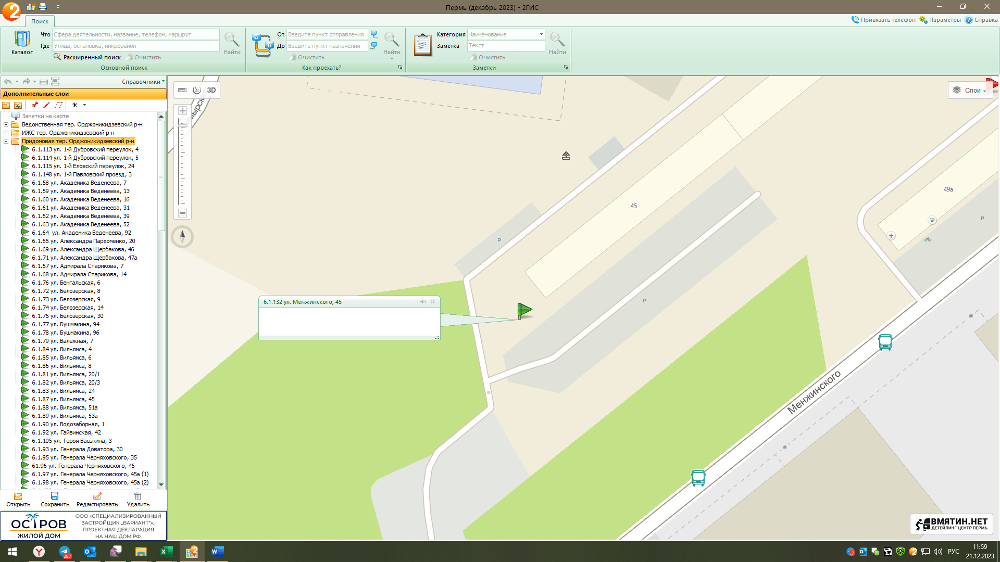 Пермь (декабрь 2023) - 2ГИС
Поиск
Привязать телефон
Параметры
Справка
Каталог
Что
Сфера деятельности, название, телефон, маршрут
Где
Улица, остановка, микрорайон
Расширенный поиск
Очистить
Найти
Основной поиск
От
Введите пункт отправления
До
Введите пункт назначения
Очистить
Найти
Как проехать?
Категория
Наименование
Заметка
Текст
Очистить
Найти
Заметки
Справочники
Дополнительные слои
Заметки на карте
Ведомственная тер. Орджоникидзевский р-н
ИЖС тер. Орджоникидзевский р-н
Придомовая тер. Орджоникидзевский р-н
6.1.113 ул. 1-й Дубровский переулок, 4
6.1.114 ул. 1-й Дубровский переулок, 5
6.1.115 ул. 1-й Еловский переулок, 24
6.1.148 ул. 1-й Павловский проезд, 3
6.1.58 ул. Академика Веденеева, 7
6.1.59 ул. Академика Веденеева, 13
6.1.60 ул. Академика Веденеева, 16
6.1.61 ул. Академика Веденеева, 31
6.1.62 ул. Академика Веденеева, 39
6.1.63 ул. Академика Веденеева, 52
6.1.64 ул. Академика Веденеева, 92
6.1.65 ул. Александра Пархоменко, 20
6.1.69 ул. Александра Щербакова, 46
6.1.71 ул. Александра Щербакова, 47а
6.1.67 ул. Адмирала Старикова, 7
6.1.68 ул. Адмирала Старикова, 14
6.1.76 ул. Бенгальская, 6
6.1.72 ул. Белозерская, 8
6.1.73 ул. Белозерская, 9
6.1.74 ул. Белозерская, 14
6.1.75 ул. Белозерская, 30
6.1.77 ул. Бушмакина, 94
6.1.78 ул. Бушмакина, 96
6.1.79 ул. Валежная, 7
6.1.84 ул. Вильямса, 4
6.1.85 ул. Вильямса, 6
6.1.86 ул. Вильямса, 8
6.1.81 ул. Вильямса, 20/1
6.1.82 ул. Вильямса, 20/3
6.1.83 ул. Вильямса, 24
6.1.87 ул. Вильямса, 45
6.1.88 ул. Вильямса, 51а
6.1.89 ул. Вильямса, 53а
6.1.90 ул. Водозаборная, 1
6.1.92 ул. Гайвинская, 42
6.1.105 ул. Героя Васькина, 3
6.1.93 ул. Генерала Доватора, 30
6.1.95 ул. Генерала Черняховского, 35
61.96 ул. Генерала Черняховского, 45
6.1.97 ул. Генерала Черняховского, 45а (1)
6.1.98 ул. Генерала Черняховского, 45а (2)
Открыть
Сохранить
Редактировать
Удалить
ОСТРОВ
ЖИЛОЙ ДОМ
ООО «СПЕЦИАЛИЗИРОВАННЫЙ
ЗАСТРОЙЩИК „ВАРИАНТ"».
ПРОЕКТНАЯ ДЕКЛАРАЦИЯ
НА НАШ.ДОМ.РФ.
3D
Слои
45
49а
P
P
P
6.1.132 ул. Менжинского, 45
Менжинского
ВМЯТИН.НЕТ
ДЕТЕЙЛИНГ ЦЕНТР ПЕРМЬ
287
РУС
11:59
21.12.2023